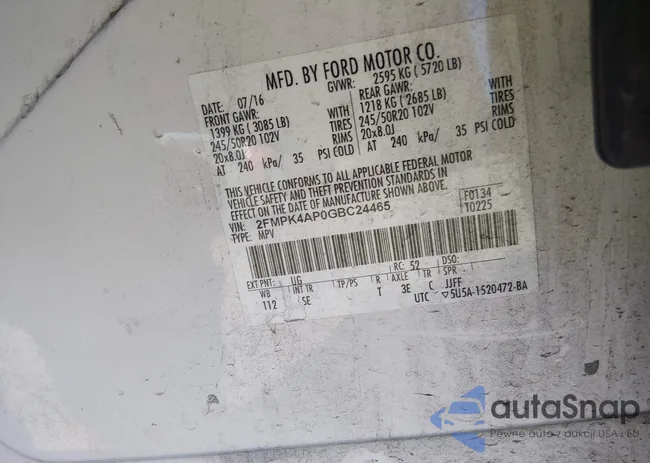 MFD. BY FORD MOTOR CO.
DATE: 07/16 GVWR: 2595 KG ( 5720 LB)
FRONT GAWR: WITH REAR GAWR: WITH
1399 KG (3085 LB) TIRES 1218 KG (2685 LB) TIRES
245/50R20 102V RIMS 245/50R20 102V RIMS
20x8.0J 20x8.0J
AT 240 kPa/ 35 PSI COLD AT 240 kPa/ 35 PSI COLD
THIS VEHICLE CONFORMS TO ALL APPLICABLE FEDERAL MOTOR
VEHICLE SAFETY AND THEFT PREVENTION STANDARDS IN
EFFECT ON THE DATE OF MANUFACTURE SHOWN ABOVE.
VIN: 2FMPK4AP0GBC24465 F0134
TYPE: MPV T0225
EXT PNT: UG RC: 52 DSO:
WB INT TR TP/PS R AXLE TR SPR
112 SE T 3E C JJFF
UTC ▽5U5A-1520472-BA
autaSnap
Pewne auta z aukcji USA i EU